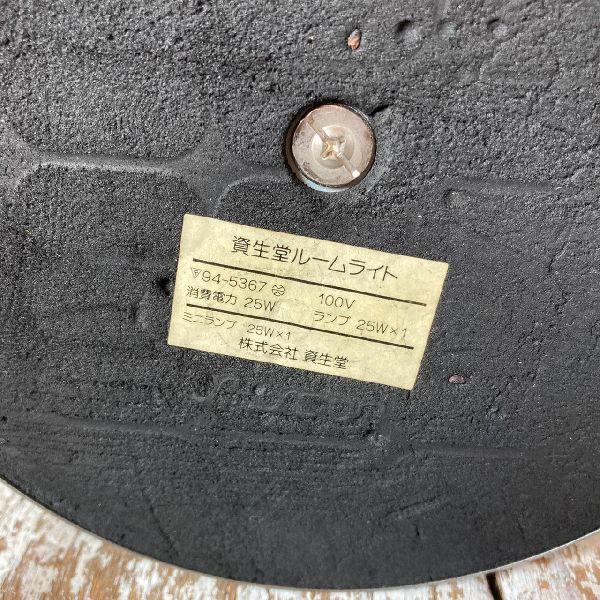 資生堂ルームライト
▽94-5367 100V
消費電力 25W ランプ 25W×1
ミニランプ 25W×1
株式会社 資生堂